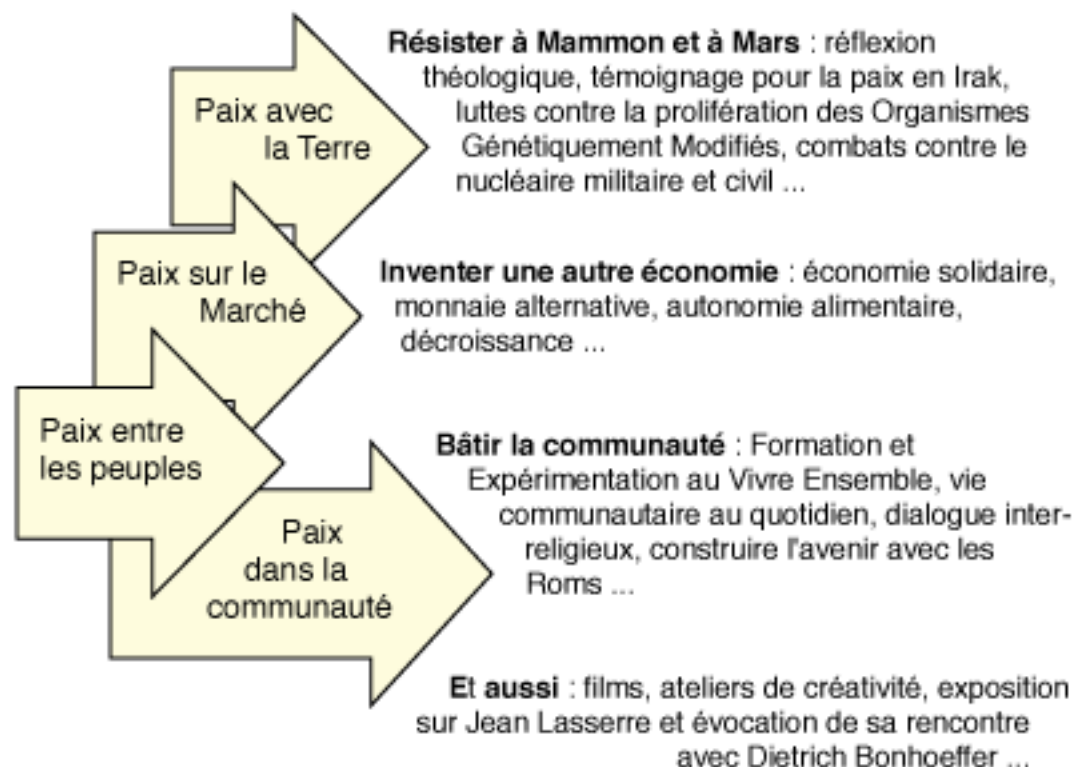 Paix avec
la Terre
Résister à Mammon et à Mars : réflexion
théologique, témoignage pour la paix en Irak,
luttes contre la prolifération des Organismes
Génétiquement Modifiés, combats contre le
nucléaire militaire et civil ...
Paix sur le
Marché
Inventer une autre économie : économie solidaire,
monnaie alternative, autonomie alimentaire,
décroissance ...
Paix entre
les peuples
Paix
dans la
communauté
Bâtir la communauté : Formation et
Expérimentation au Vivre Ensemble, vie
communautaire au quotidien, dialogue inter-
religieux, construire l'avenir avec les
Roms ...
Et aussi : films, ateliers de créativité, exposition
sur Jean Lasserre et évocation de sa rencontre
avec Dietrich Bonhoeffer ...